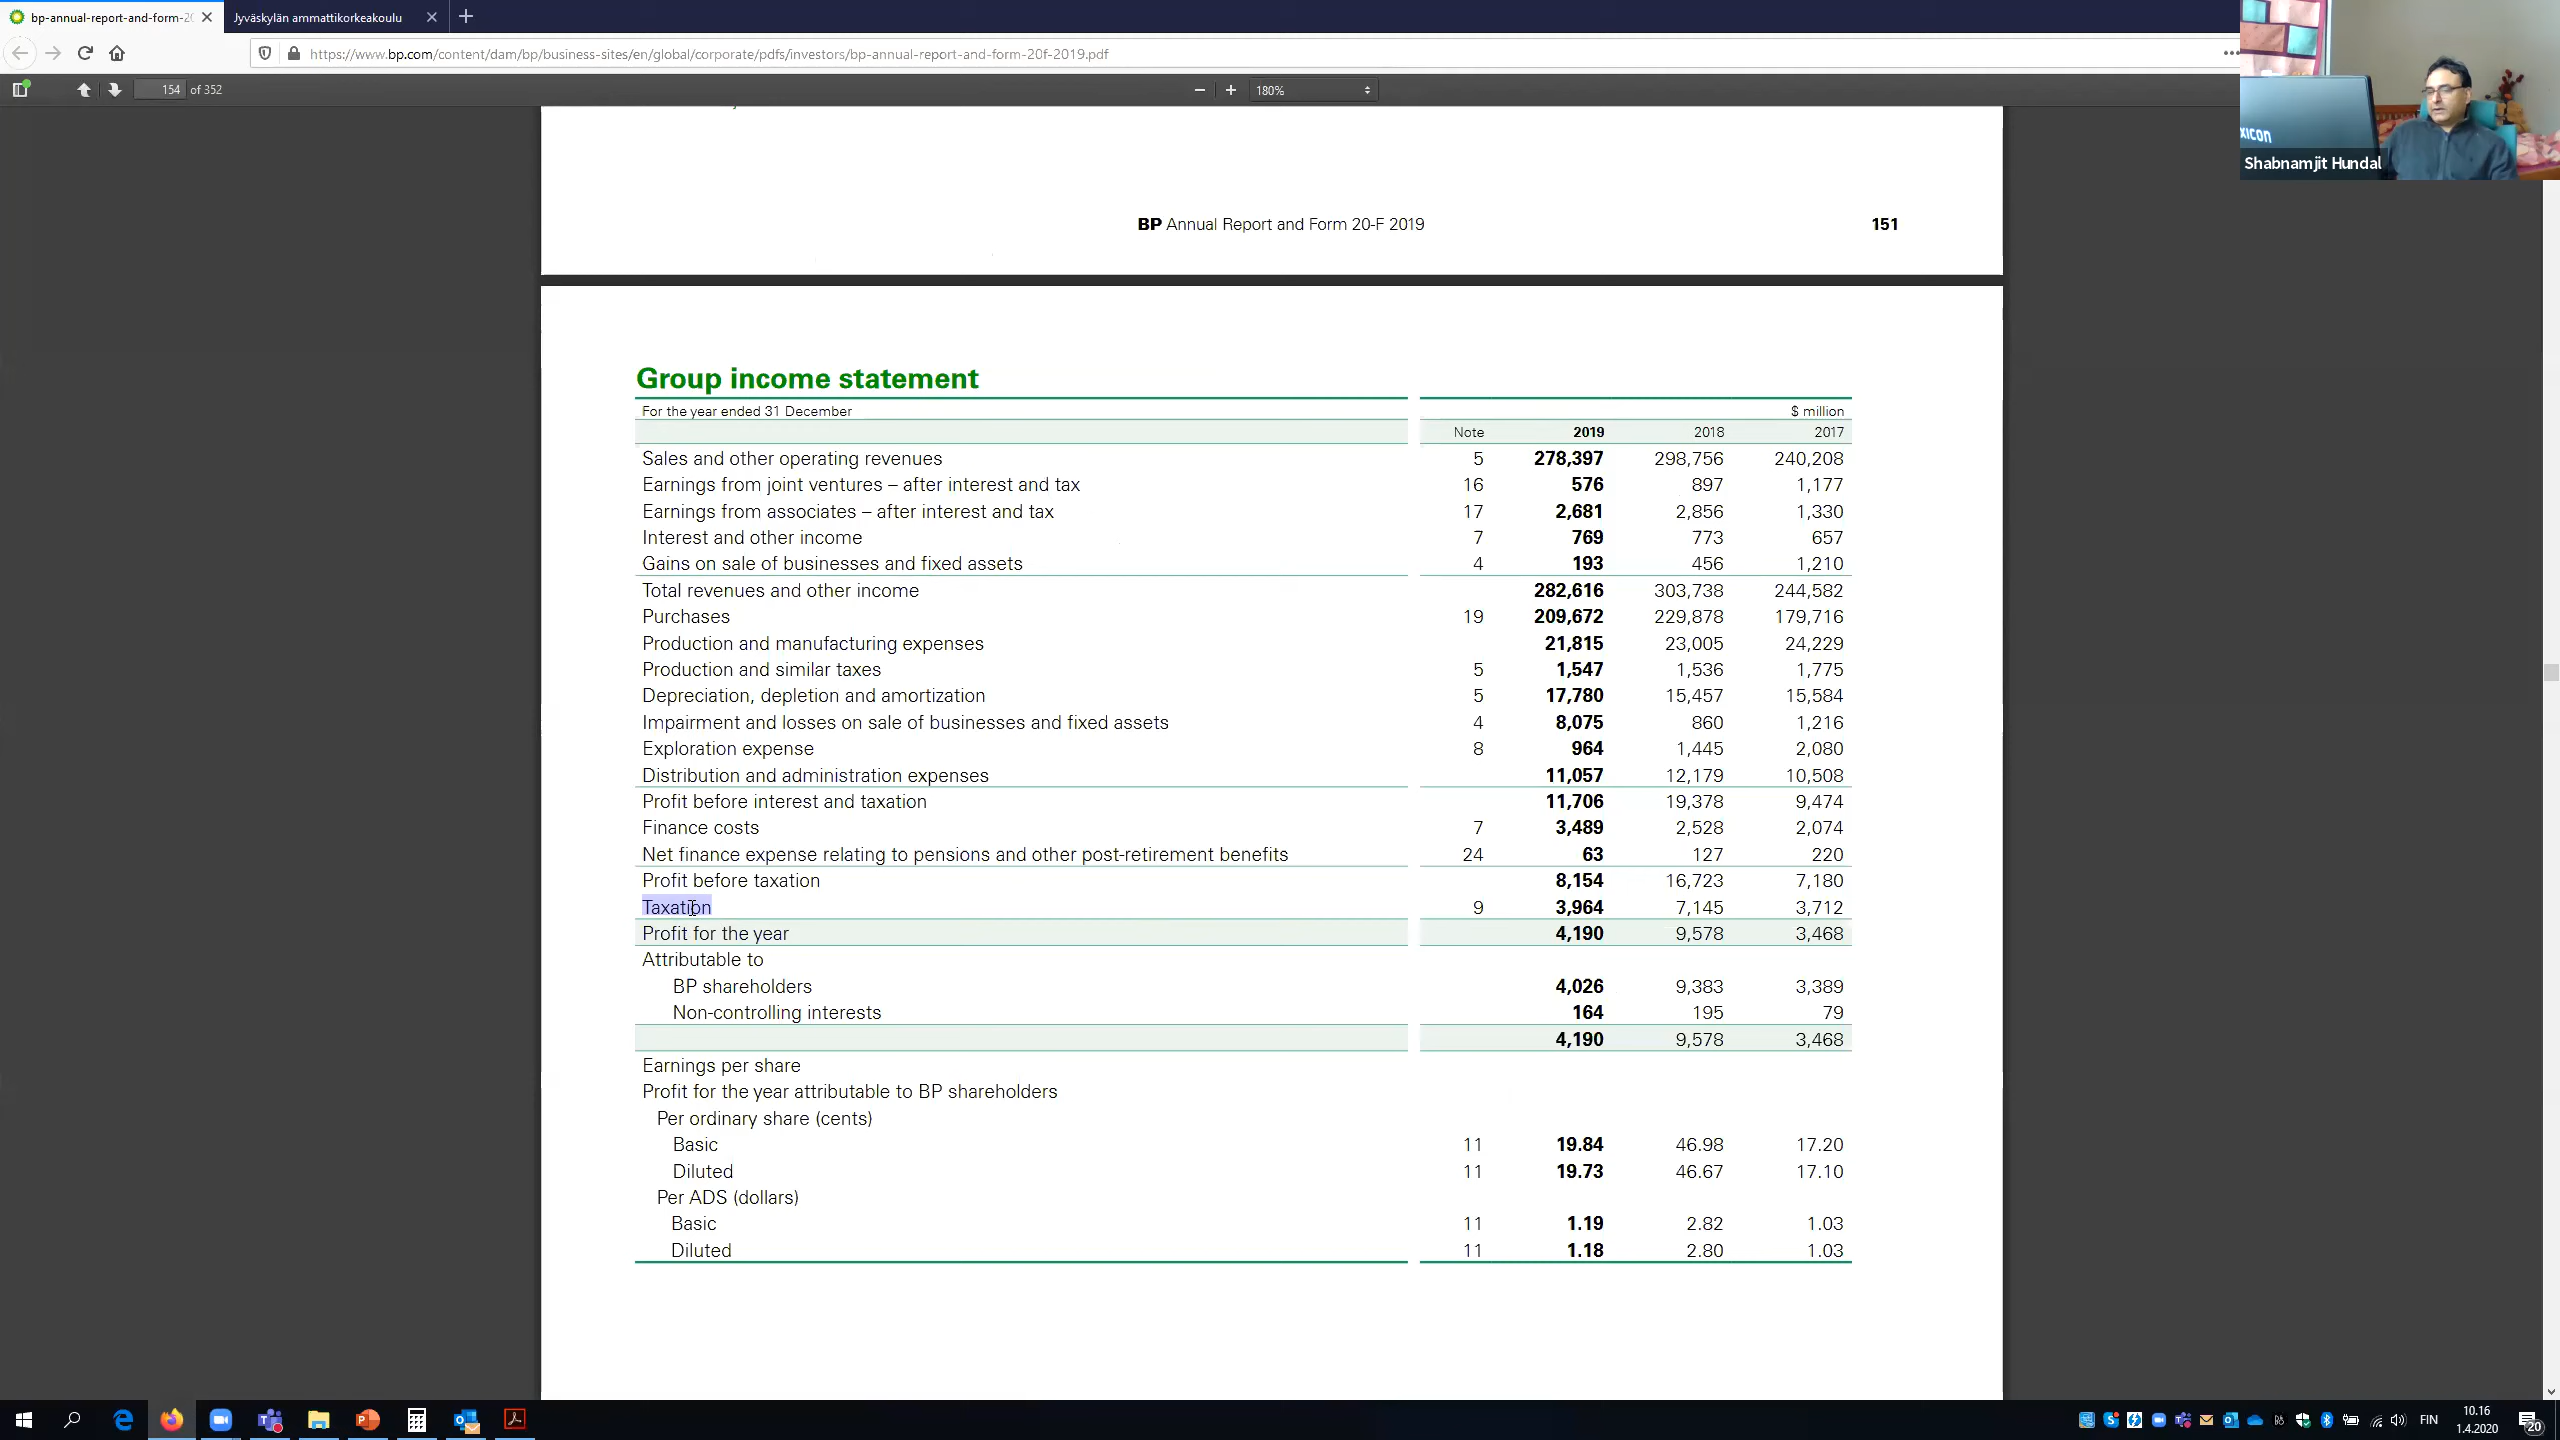 bp-annual-report-and-form-20
Jyväskylän ammattikorkeakoulu
https://www.bp.com/content/dam/bp/business-sites/en/global/corporate/pdfs/investors/bp-annual-report-and-form-20f-2019.pdf
154 of 352
180%
xicon
Shabnamjit Hundal
BP Annual Report and Form 20-F 2019 151
Group income statement
For the year ended 31 December $ million
Note 2019 2018 2017
Sales and other operating revenues 5 278,397 298,756 240,208
Earnings from joint ventures – after interest and tax 16 576 897 1,177
Earnings from associates – after interest and tax 17 2,681 2,856 1,330
Interest and other income 7 769 773 657
Gains on sale of businesses and fixed assets 4 193 456 1,210
Total revenues and other income 282,616 303,738 244,582
Purchases 19 209,672 229,878 179,716
Production and manufacturing expenses 21,815 23,005 24,229
Production and similar taxes 5 1,547 1,536 1,775
Depreciation, depletion and amortization 5 17,780 15,457 15,584
Impairment and losses on sale of businesses and fixed assets 4 8,075 860 1,216
Exploration expense 8 964 1,445 2,080
Distribution and administration expenses 11,057 12,179 10,508
Profit before interest and taxation 11,706 19,378 9,474
Finance costs 7 3,489 2,528 2,074
Net finance expense relating to pensions and other post-retirement benefits 24 63 127 220
Profit before taxation 8,154 16,723 7,180
Taxation 9 3,964 7,145 3,712
Profit for the year 4,190 9,578 3,468
Attributable to
BP shareholders 4,026 9,383 3,389
Non-controlling interests 164 195 79
4,190 9,578 3,468
Earnings per share
Profit for the year attributable to BP shareholders
Per ordinary share (cents)
Basic 11 19.84 46.98 17.20
Diluted 11 19.73 46.67 17.10
Per ADS (dollars)
Basic 11 1.19 2.82 1.03
Diluted 11 1.18 2.80 1.03
FIN
10.16
1.4.2020
20